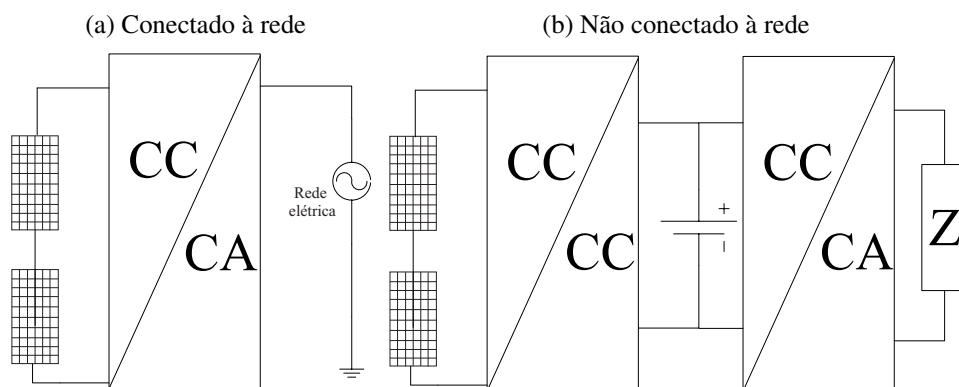 (a) Conectado à rede
(b) Não conectado à rede
CC
CA
Rede
elétrica
CC
CC
+
−
CC
CA
Z